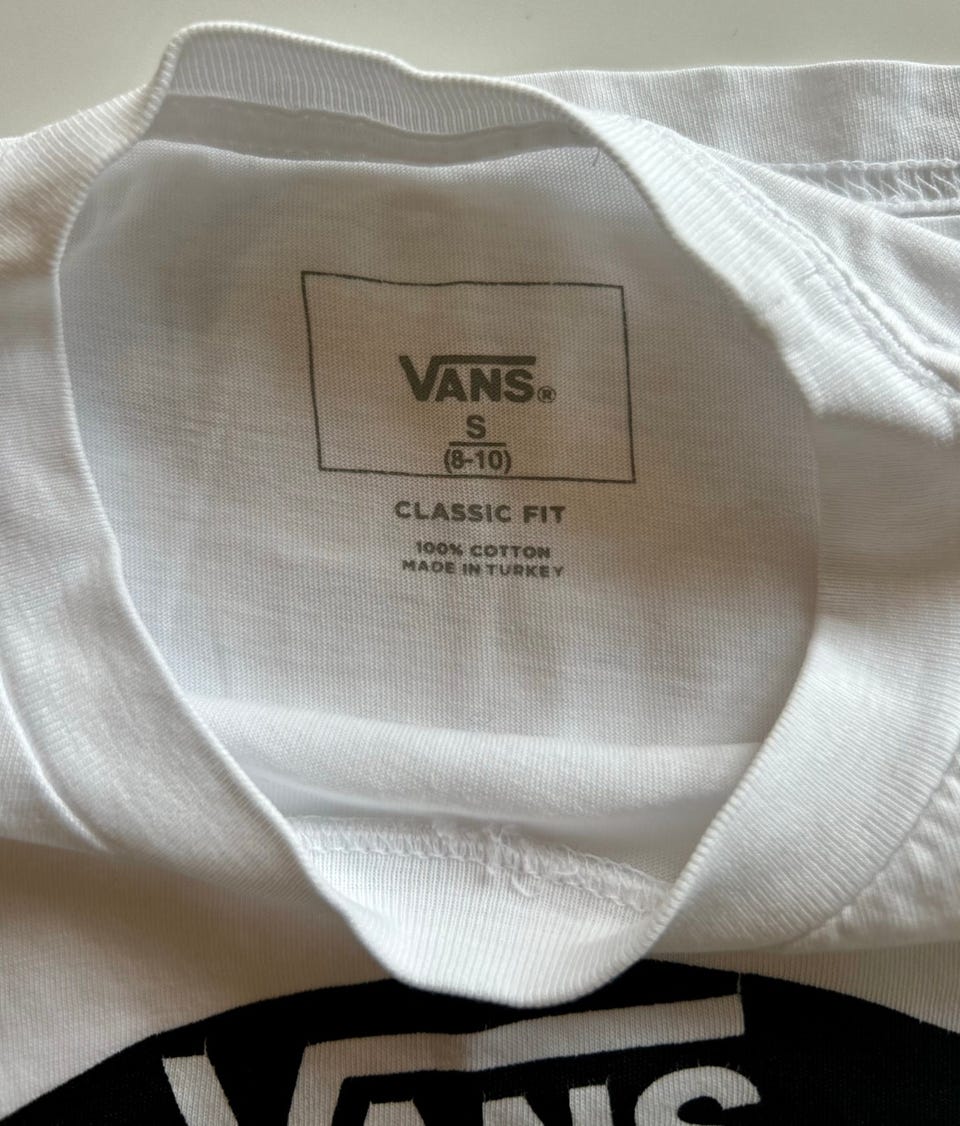 VANS®
S
(8-10)
CLASSIC FIT
100% COTTON
MADE IN TURKEY
VANS